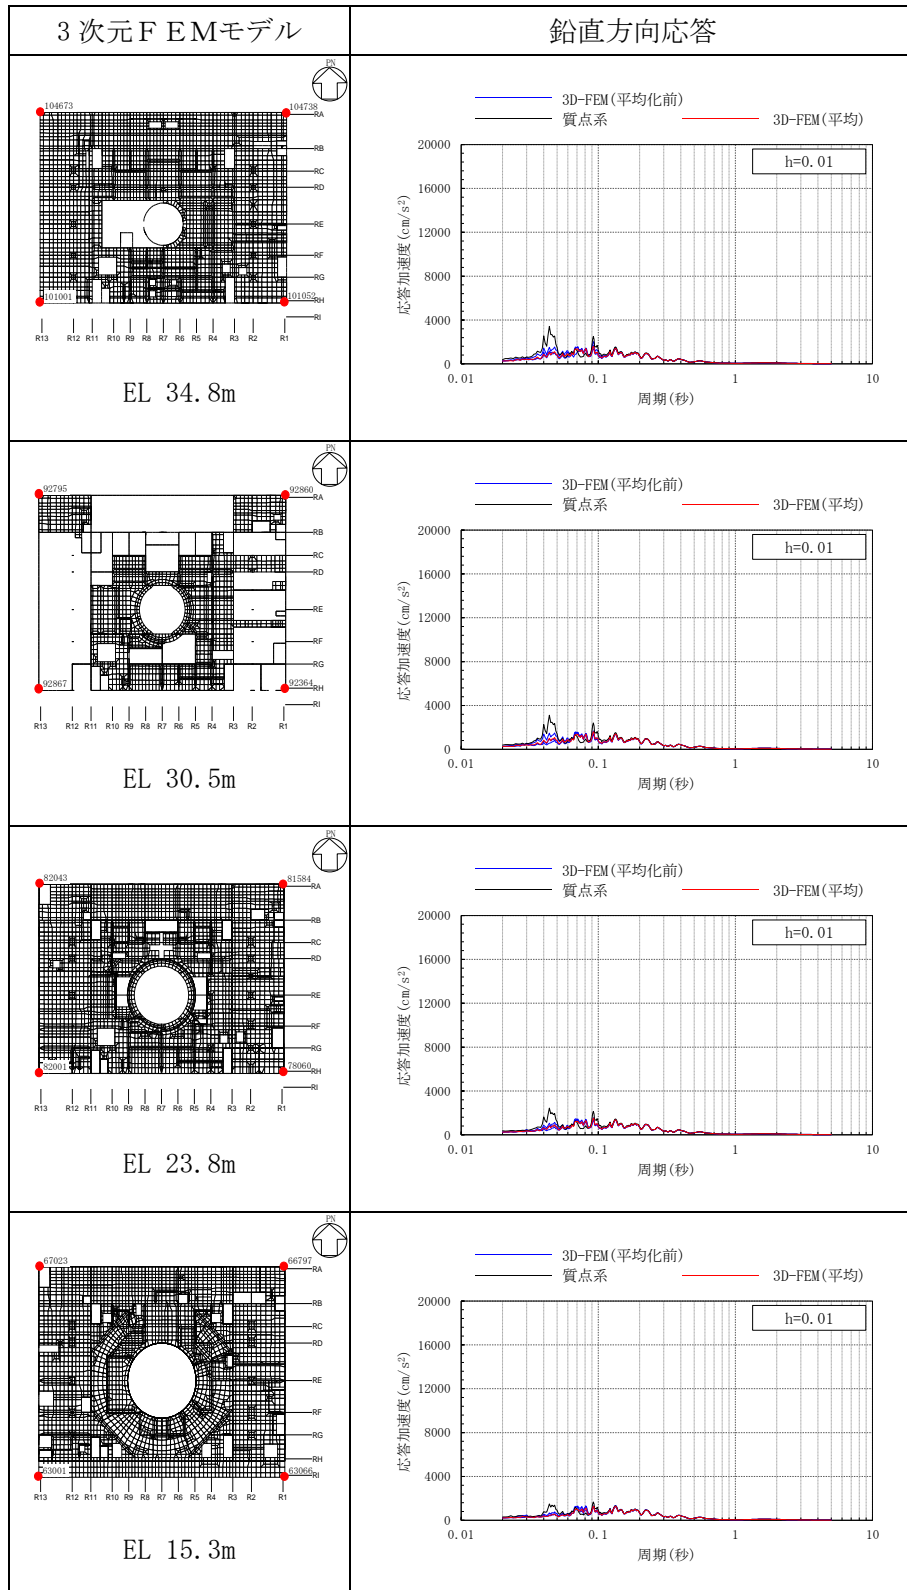 3次元ＦＥＭモデル
鉛直方向応答
PN
104673
104738
RA
RB
RC
RD
RE
RF
RG
101001
101052
RH
RI
R13 R12 R11 R10 R9 R8 R7 R6 R5 R4 R3 R2 R1
EL 34.8m
3D-FEM(平均化前)
質点系
3D-FEM(平均)
h=0.01
応答加速度(cm/s²)
20000
16000
12000
8000
4000
0
0.01 0.1 1 10
周期(秒)
PN
92795
92860
RA
RB
RC
RD
RE
RF
RG
92867
92364
RH
RI
R13 R12 R11 R10 R9 R8 R7 R6 R5 R4 R3 R2 R1
EL 30.5m
3D-FEM(平均化前)
質点系
3D-FEM(平均)
h=0.01
応答加速度(cm/s²)
20000
16000
12000
8000
4000
0
0.01 0.1 1 10
周期(秒)
PN
82043
81584
RA
RB
RC
RD
RE
RF
RG
82001
78060
RH
RI
R13 R12 R11 R10 R9 R8 R7 R6 R5 R4 R3 R2 R1
EL 23.8m
3D-FEM(平均化前)
質点系
3D-FEM(平均)
h=0.01
応答加速度(cm/s²)
20000
16000
12000
8000
4000
0
0.01 0.1 1 10
周期(秒)
PN
67023
66797
RA
RB
RC
RD
RE
RF
RG
RH
63001
63066
RI
R13 R12 R11 R10 R9 R8 R7 R6 R5 R4 R3 R2 R1
EL 15.3m
3D-FEM(平均化前)
質点系
3D-FEM(平均)
h=0.01
応答加速度(cm/s²)
20000
16000
12000
8000
4000
0
0.01 0.1 1 10
周期(秒)